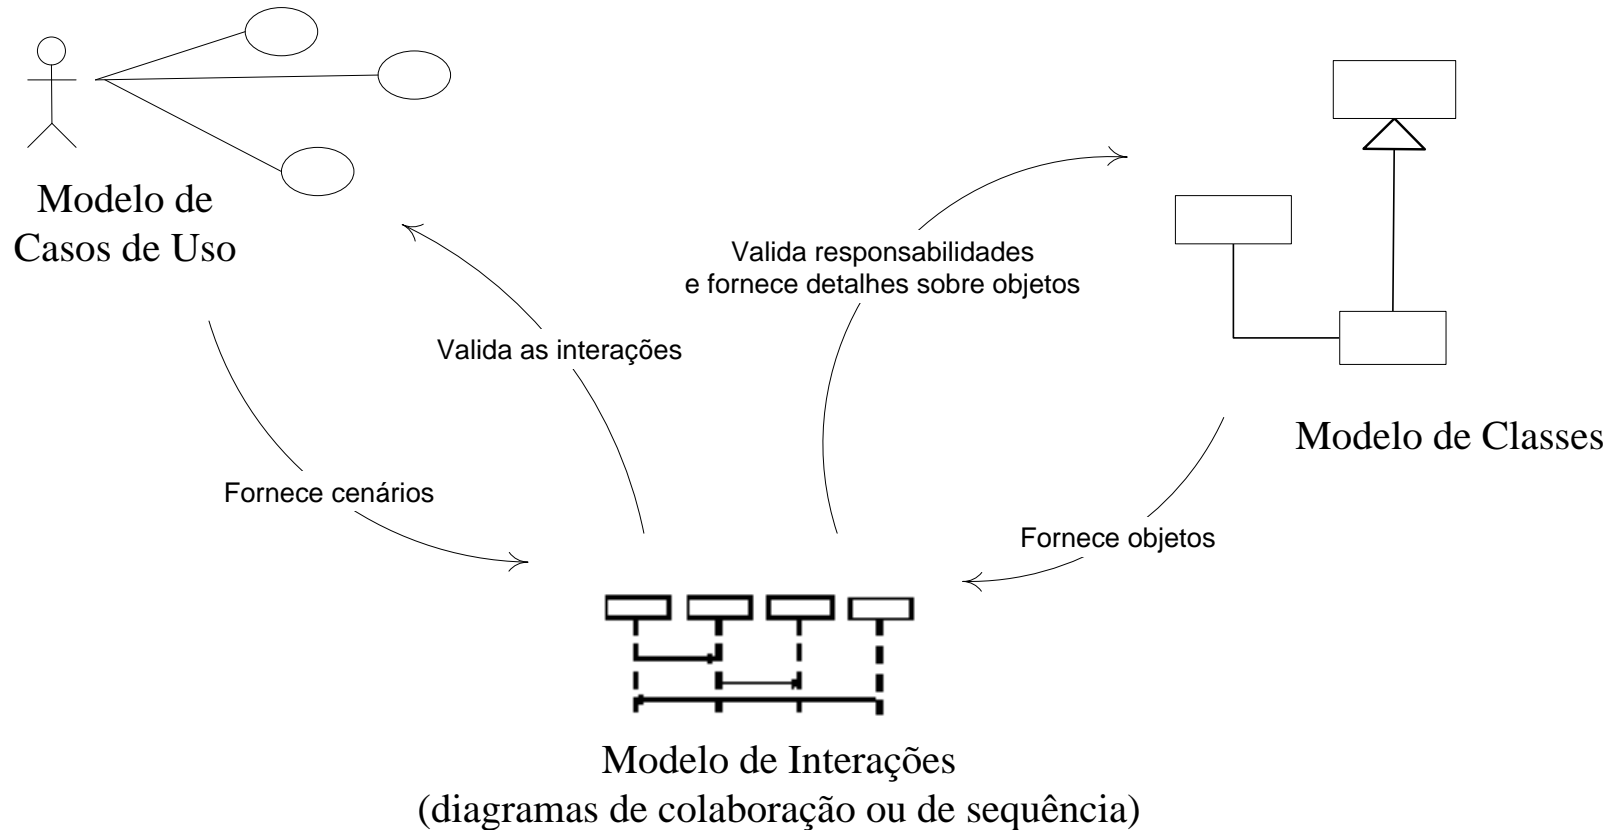 Modelo de
Casos de Uso
Valida responsabilidades
e fornece detalhes sobre objetos
Valida as interações
Modelo de Classes
Fornece cenários
Fornece objetos
Modelo de Interações
(diagramas de colaboração ou de sequência)